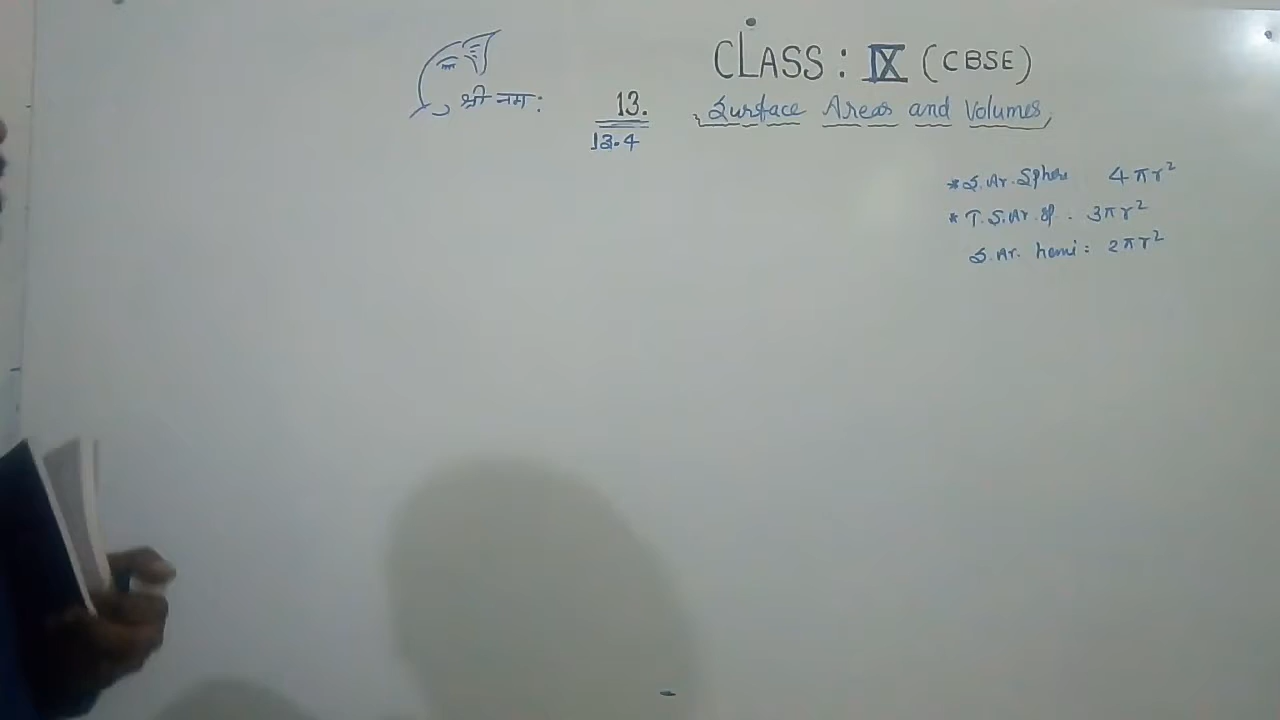 CLASS: IX (CBSE)
श्री नमः
13. Surface Areas and Volumes
13.4
* S.Ar. Sphere 4πr²
* T.S.Ar. of . 3πr²
S.Ar. hemi: 2πr²